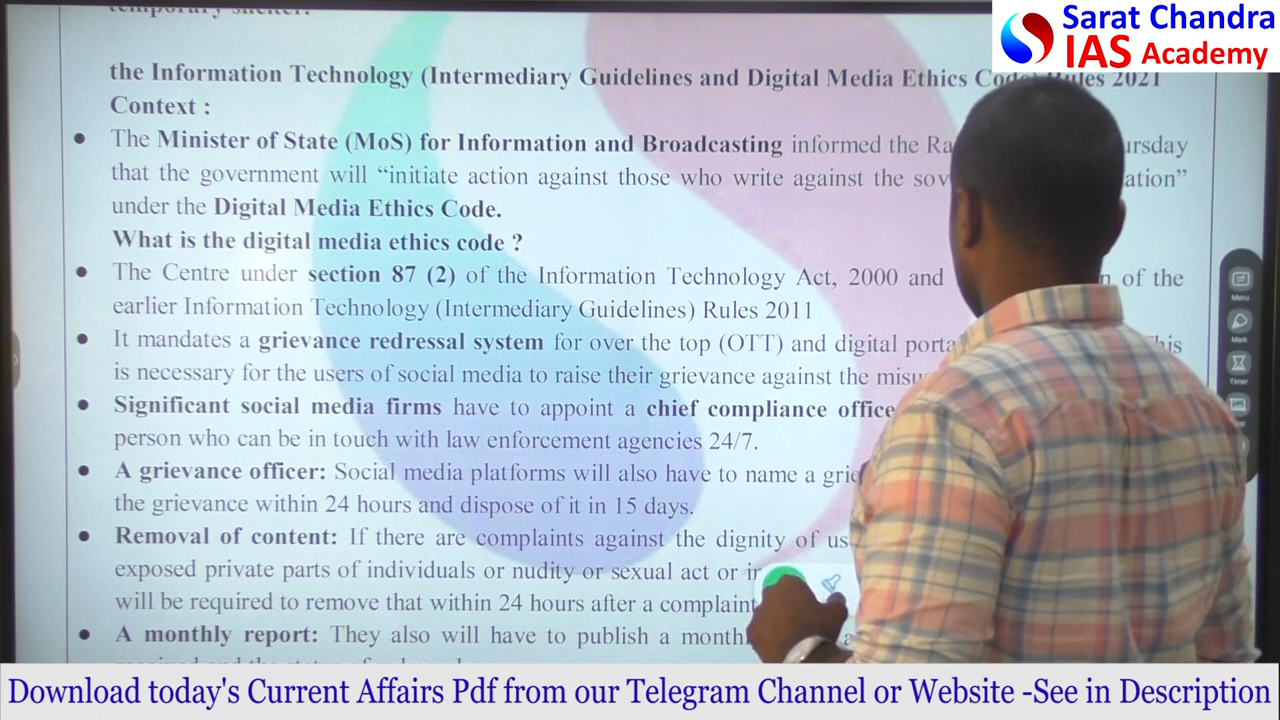 temporary shelter.
Sarat Chandra
IAS Academy
the Information Technology (Intermediary Guidelines and Digital Media Ethics Code) Rules 2021
Context :
The Minister of State (MoS) for Information and Broadcasting informed the
that the government will “initiate action against those who write against the
under the Digital Media Ethics Code.
What is the digital media ethics code ?
The Centre under section 87 (2) of the Information Technology Act, 2000 and of the
earlier Information Technology (Intermediary Guidelines) Rules 2011
It mandates a grievance redressal system for over the top (OTT) and digital
is necessary for the users of social media to raise their grievance against the
Significant social media firms have to appoint a chief compliance
person who can be in touch with law enforcement agencies 24/7.
A grievance officer: Social media platforms will also have to name a
the grievance within 24 hours and dispose of it in 15 days.
Removal of content: If there are complaints against the dignity of
exposed private parts of individuals or nudity or sexual act or
will be required to remove that within 24 hours after a complaint
A monthly report: They also will have to publish a
Menu
Mark
Timer
Download today's Current Affairs Pdf from our Telegram Channel or Website -See in Description